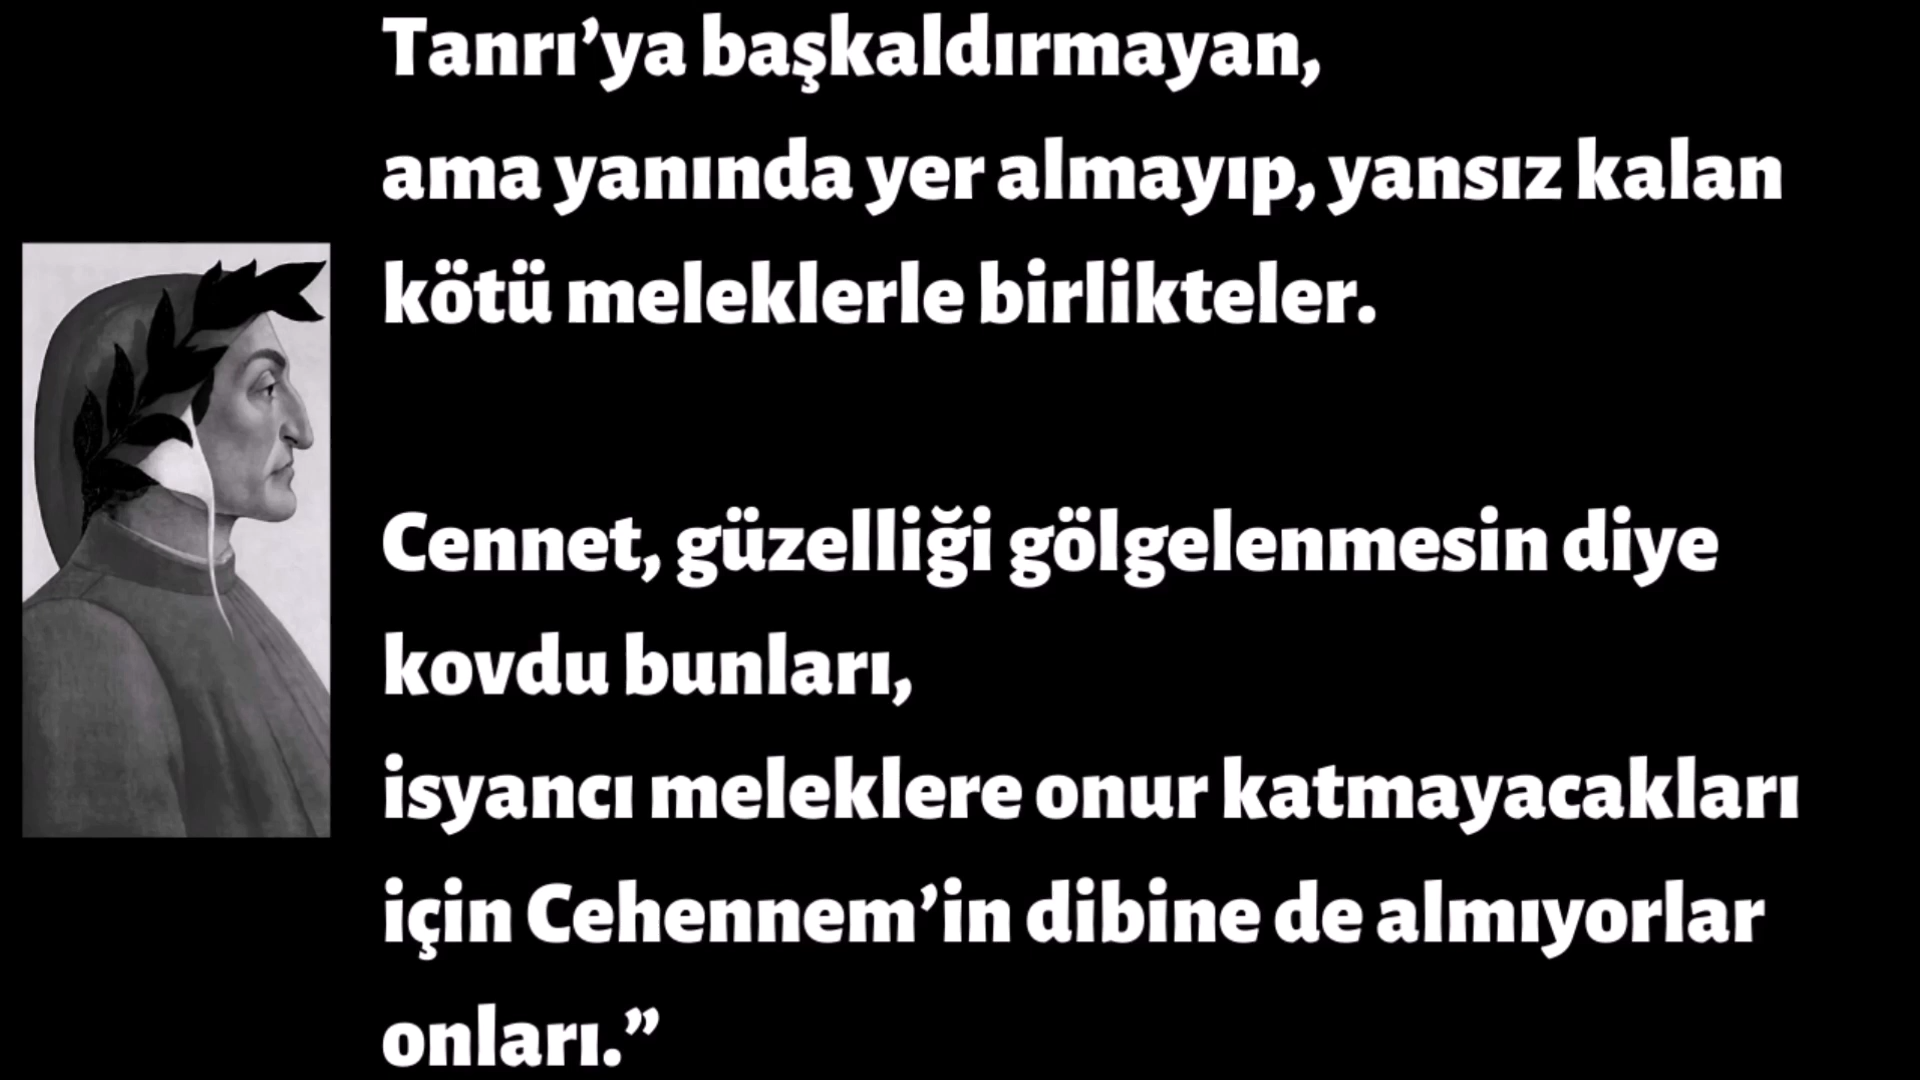 Tanrı’ya başkaldırmayan,
ama yanında yer almayıp, yansız kalan
kötü meleklerle birlikteler.
Cennet, güzelliği gölgelenmesin diye
kovdu bunları,
isyancı meleklere onur katmayacakları
için Cehennem’in dibine de almıyorlar
onları.”